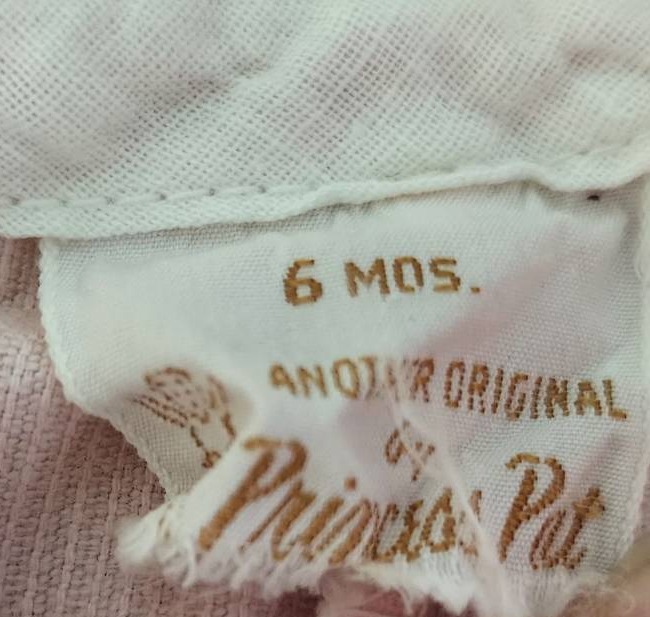 6 MOS.
ANOTHER ORIGINAL
by
Princess Pat